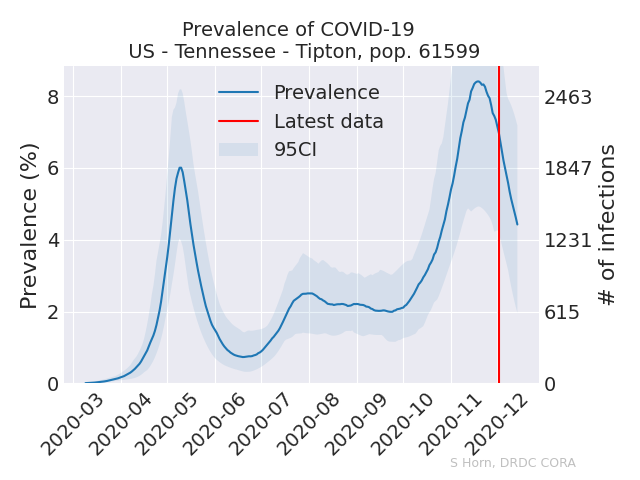 Prevalence of COVID-19
US - Tennessee - Tipton, pop. 61599
Prevalence
Latest data
95CI
Prevalence (%)
8
6
4
2
0
2463
1847
1231
615
0
# of infections
2020-03
2020-04
2020-05
2020-06
2020-07
2020-08
2020-09
2020-10
2020-11
2020-12
S Horn, DRDC CORA